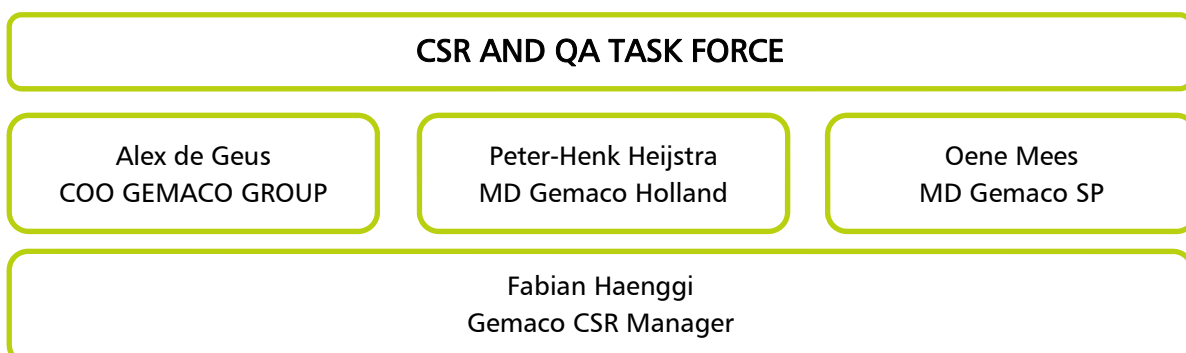 CSR AND QA TASK FORCE
Alex de Geus
COO GEMACO GROUP
Peter-Henk Heijstra
MD Gemaco Holland
Oene Mees
MD Gemaco SP
Fabian Haenggi
Gemaco CSR Manager